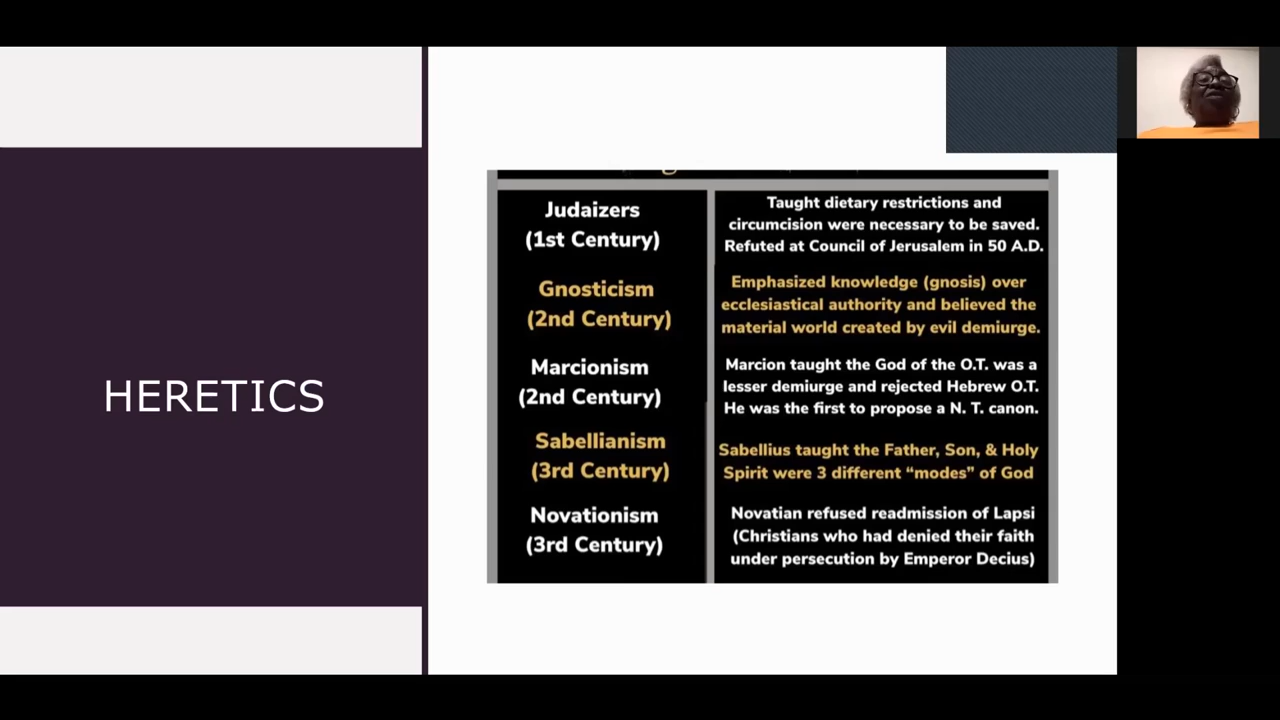 HERETICS
Judaizers
(1st Century)
Taught dietary restrictions and
circumcision were necessary to be saved.
Refuted at Council of Jerusalem in 50 A.D.
Gnosticism
(2nd Century)
Emphasized knowledge (gnosis) over
ecclesiastical authority and believed the
material world created by evil demiurge.
Marcionism
(2nd Century)
Marcion taught the God of the O.T. was a
lesser demiurge and rejected Hebrew O.T.
He was the first to propose a N. T. canon.
Sabellianism
(3rd Century)
Sabellius taught the Father, Son, & Holy
Spirit were 3 different “modes” of God
Novationism
(3rd Century)
Novatian refused readmission of Lapsi
(Christians who had denied their faith
under persecution by Emperor Decius)